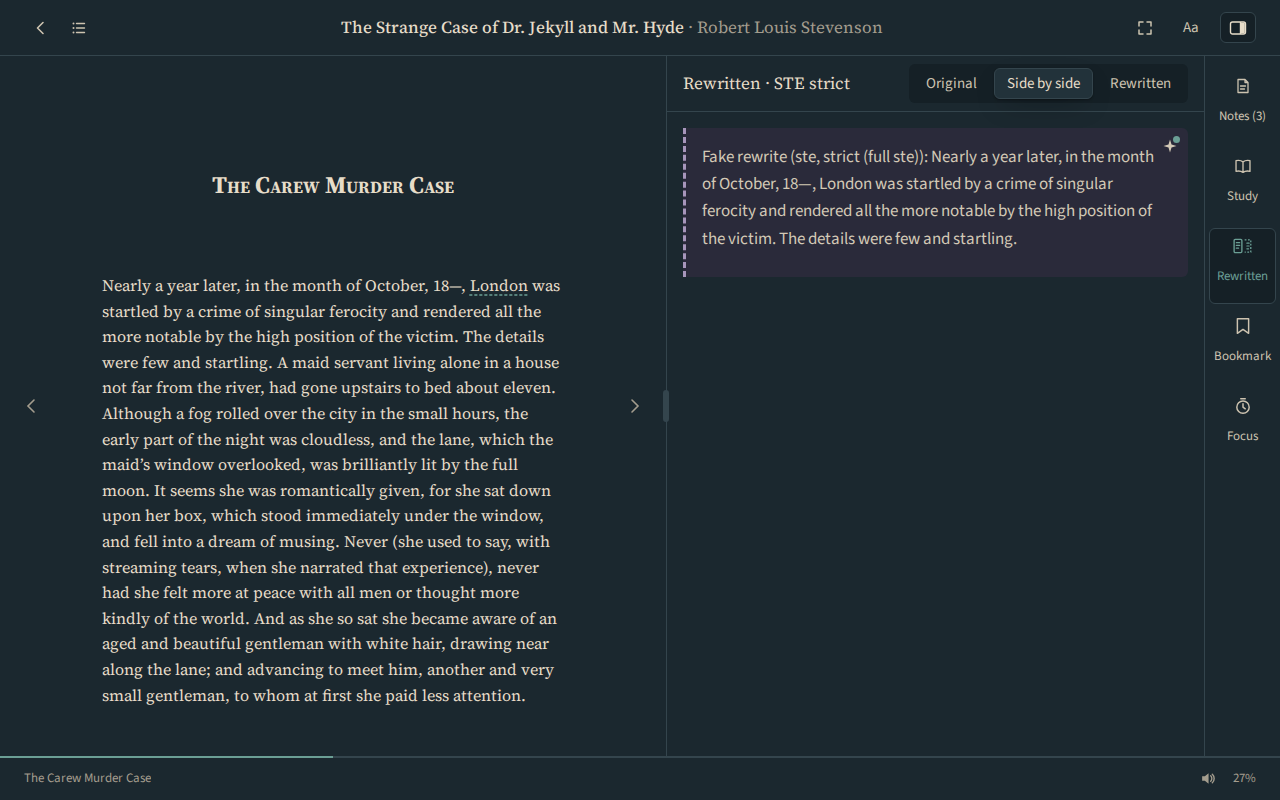 The Strange Case of Dr. Jekyll and Mr. Hyde · Robert Louis Stevenson
Aa
The Carew Murder Case
Nearly a year later, in the month of October, 18—, London was
startled by a crime of singular ferocity and rendered all the
more notable by the high position of the victim. The details
were few and startling. A maid servant living alone in a house
not far from the river, had gone upstairs to bed about eleven.
Although a fog rolled over the city in the small hours, the
early part of the night was cloudless, and the lane, which the
maid’s window overlooked, was brilliantly lit by the full
moon. It seems she was romantically given, for she sat down
upon her box, which stood immediately under the window,
and fell into a dream of musing. Never (she used to say, with
streaming tears, when she narrated that experience), never
had she felt more at peace with all men or thought more
kindly of the world. And as she so sat she became aware of an
aged and beautiful gentleman with white hair, drawing near
along the lane; and advancing to meet him, another and very
small gentleman, to whom at first she paid less attention.
Rewritten · STE strict
Original
Side by side
Rewritten
Fake rewrite (ste, strict (full ste)): Nearly a year later, in the month
of October, 18—, London was startled by a crime of singular
ferocity and rendered all the more notable by the high position of
the victim. The details were few and startling.
Notes (3)
Study
Rewritten
Bookmark
Focus
The Carew Murder Case
27%